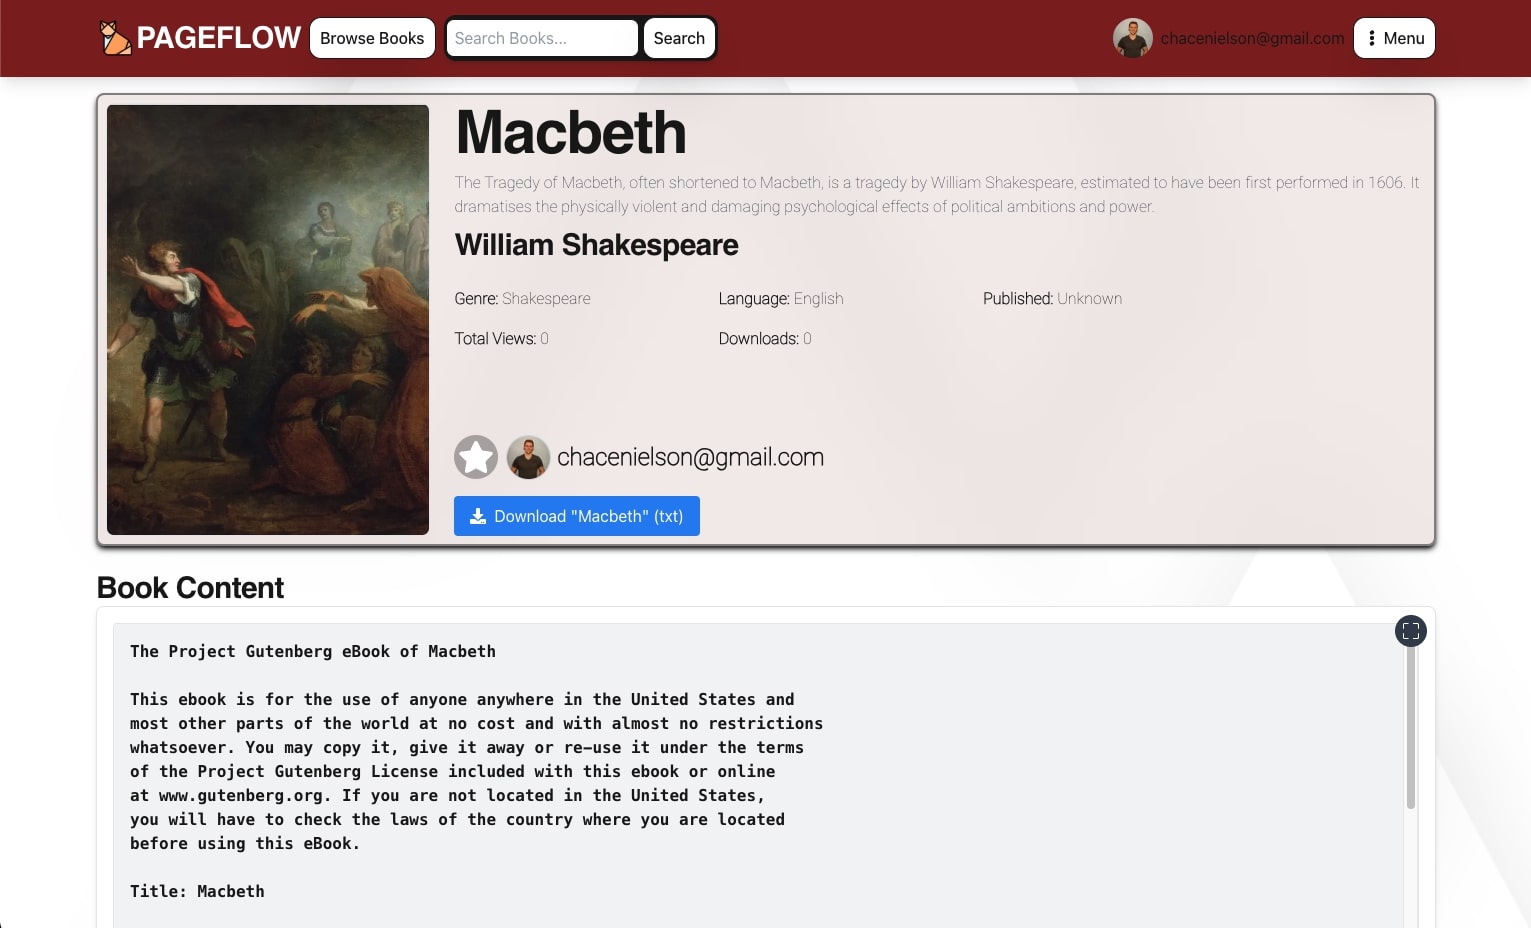 PAGEFLOW Browse Books Search Books... Search chacenielson@gmail.com Menu
Macbeth
The Tragedy of Macbeth, often shortened to Macbeth, is a tragedy by William Shakespeare, estimated to have been first performed in 1606. It
dramatises the physically violent and damaging psychological effects of political ambitions and power.
William Shakespeare
Genre: Shakespeare Language: English Published: Unknown
Total Views: 0 Downloads: 0
chacenielson@gmail.com
Download "Macbeth" (txt)
Book Content
The Project Gutenberg eBook of Macbeth
This ebook is for the use of anyone anywhere in the United States and
most other parts of the world at no cost and with almost no restrictions
whatsoever. You may copy it, give it away or re-use it under the terms
of the Project Gutenberg License included with this ebook or online
at www.gutenberg.org. If you are not located in the United States,
you will have to check the laws of the country where you are located
before using this eBook.
Title: Macbeth